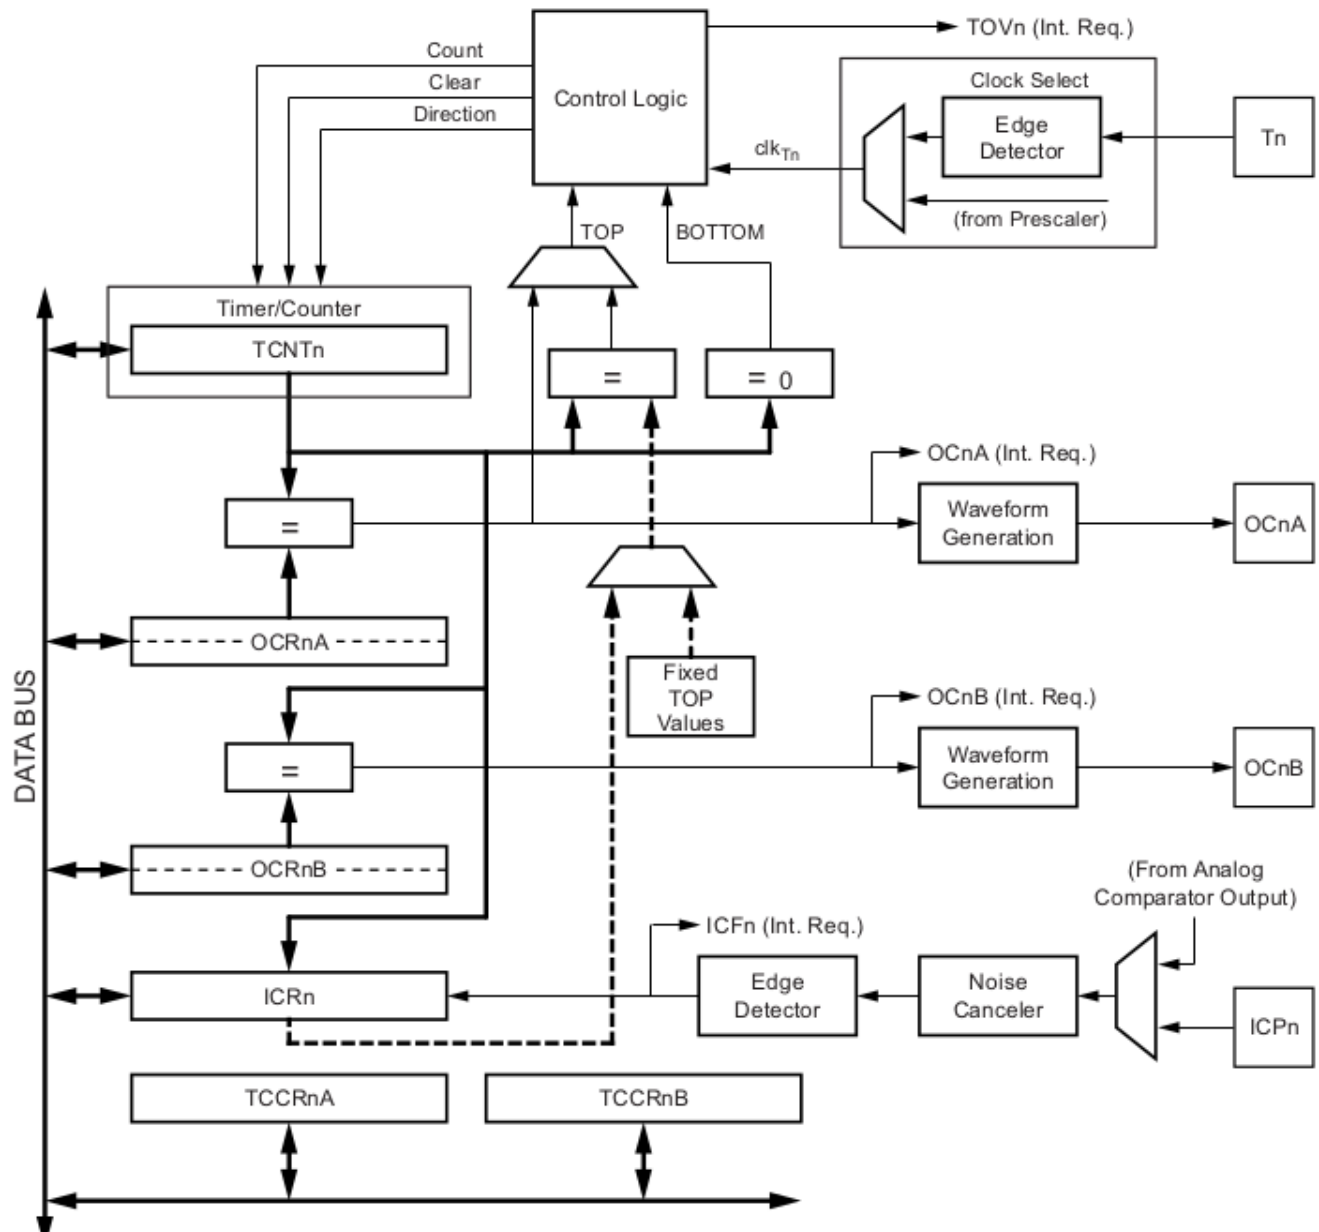 TOVn (Int. Req.)
Count
Clear
Direction
Control Logic
Clock Select
Edge
Detector
Tn
clkTn
(from Prescaler)
TOP
BOTTOM
Timer/Counter
TCNTn
=
= 0
OCnA (Int. Req.)
=
Waveform
Generation
OCnA
OCRnA
Fixed
TOP
Values
DATA BUS
OCnB (Int. Req.)
=
Waveform
Generation
OCnB
OCRnB
(From Analog
Comparator Output)
ICFn (Int. Req.)
ICRn
Edge
Detector
Noise
Canceler
ICPn
TCCRnA
TCCRnB